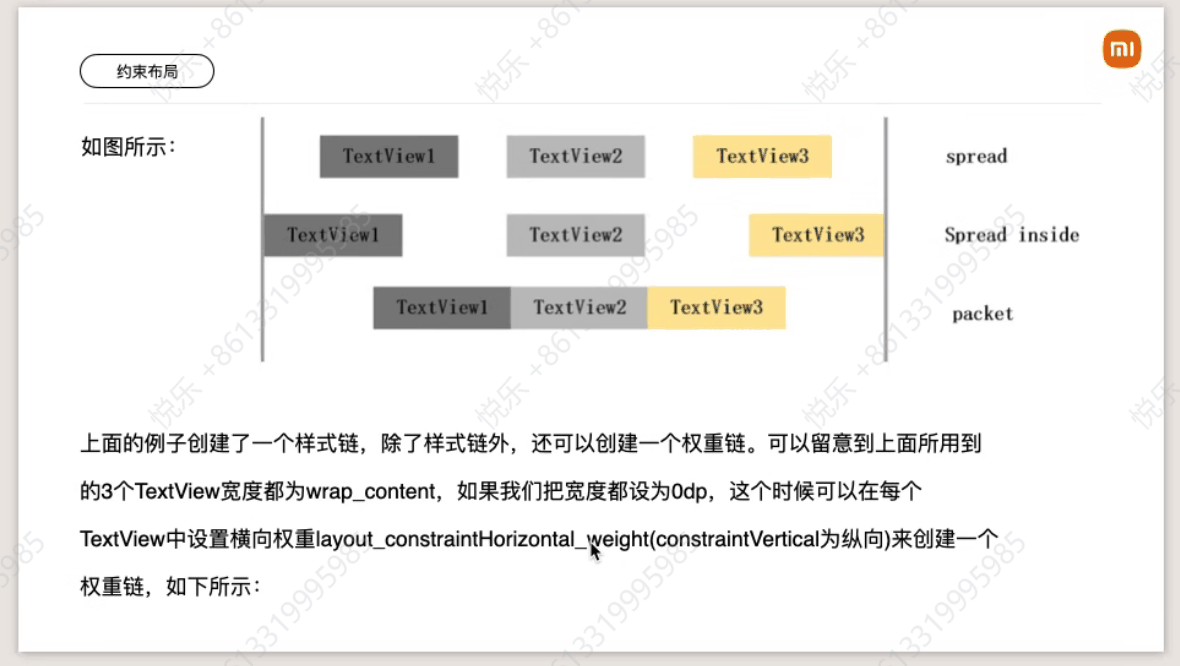 约束布局
mi
如图所示：
TextView1 TextView2 TextView3 spread
TextView1 TextView2 TextView3 Spread inside
TextView1 TextView2 TextView3 packet
上面的例子创建了一个样式链，除了样式链外，还可以创建一个权重链。可以留意到上面所用到
的3个TextView宽度都为wrap_content，如果我们把宽度都设为0dp，这个时候可以在每个
TextView中设置横向权重layout_constraintHorizontal_weight(constraintVertical为纵向)来创建一个
权重链，如下所示：
悦乐 +8613319995985